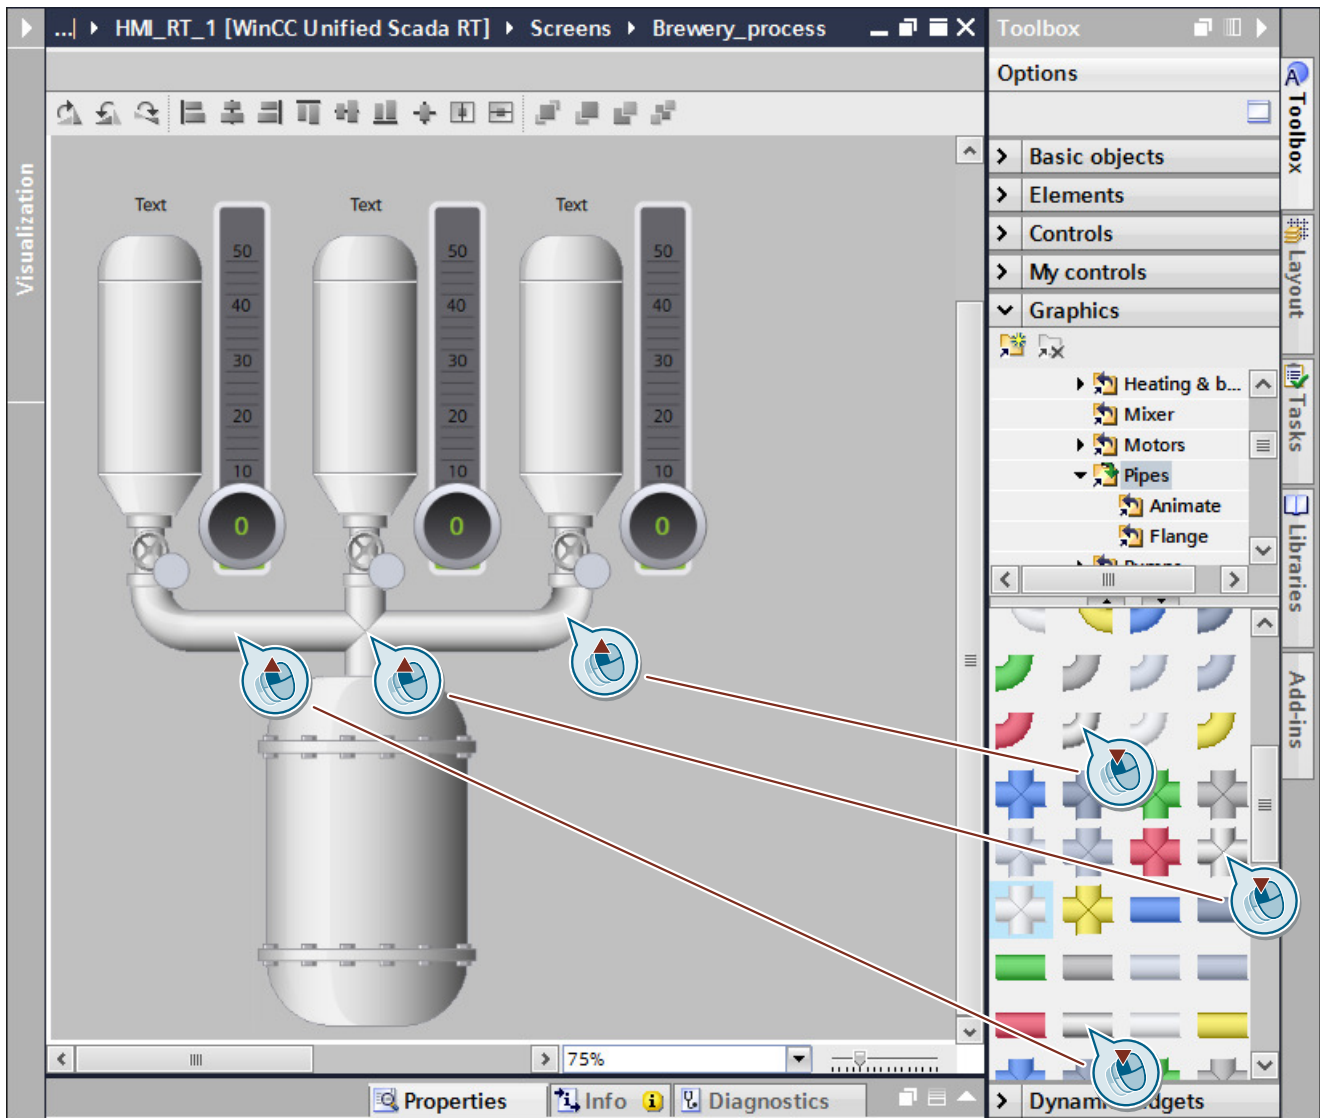 ...| HMI_RT_1 [WinCC Unified Scada RT] Screens Brewery_process
Toolbox
Options
Visualization
Text Text Text
50 50 50
40 40 40
30 30 30
20 20 20
10 10 10
0 0 0
75%
Properties Info Diagnostics
Basic objects
Elements
Controls
My controls
Graphics
Heating & b...
Mixer
Motors
Pipes
Animate
Flange
Toolbox
Layout
Tasks
Libraries
Add-ins